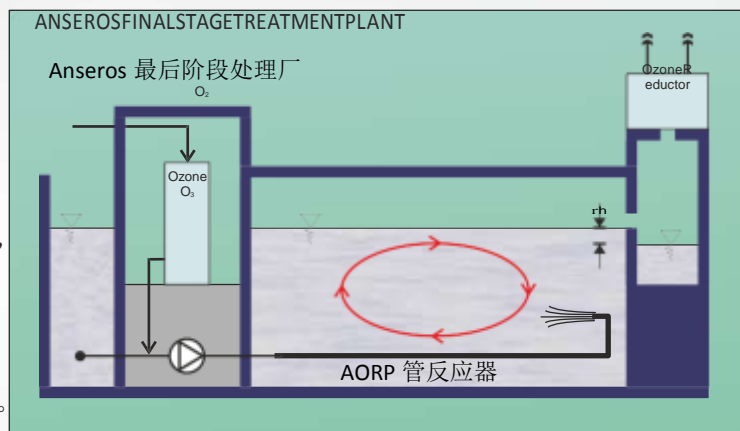 ANSEROSFINALSTAGETREATMENTPLANT
Anseros 最后阶段处理厂
O₂
OzoneR
eductor
Ozone
O₃
rh
AORP 管反应器